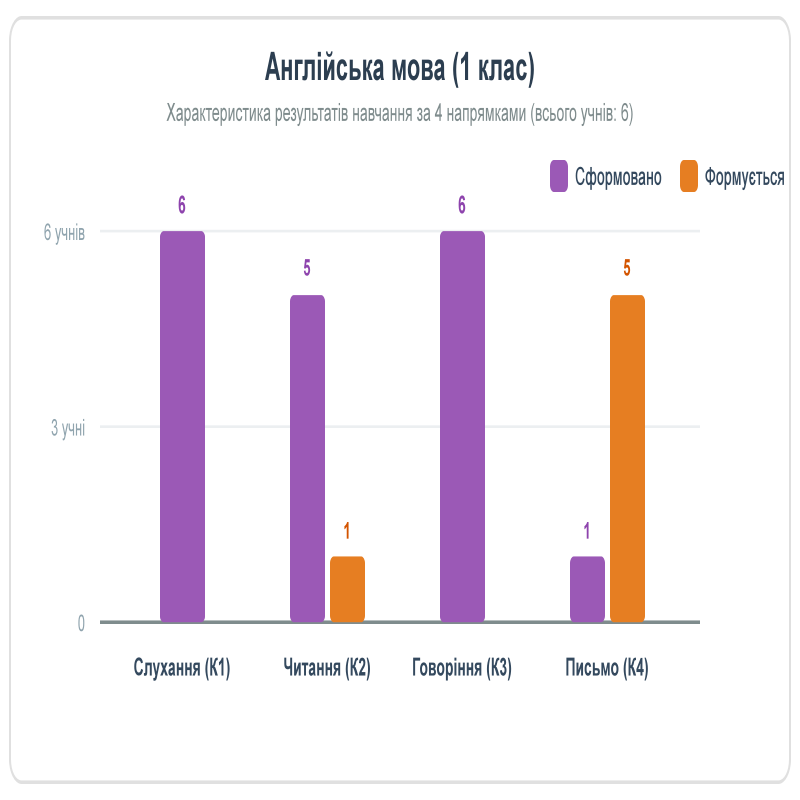 Англійська мова (1 клас)
Характеристика результатів навчання за 4 напрямками (всього учнів: 6)
Сформовано
Формується
6
6
6 учнів
5
5
3 учні
1
1
0
Слухання (К1)
Читання (К2)
Говоріння (К3)
Письмо (К4)